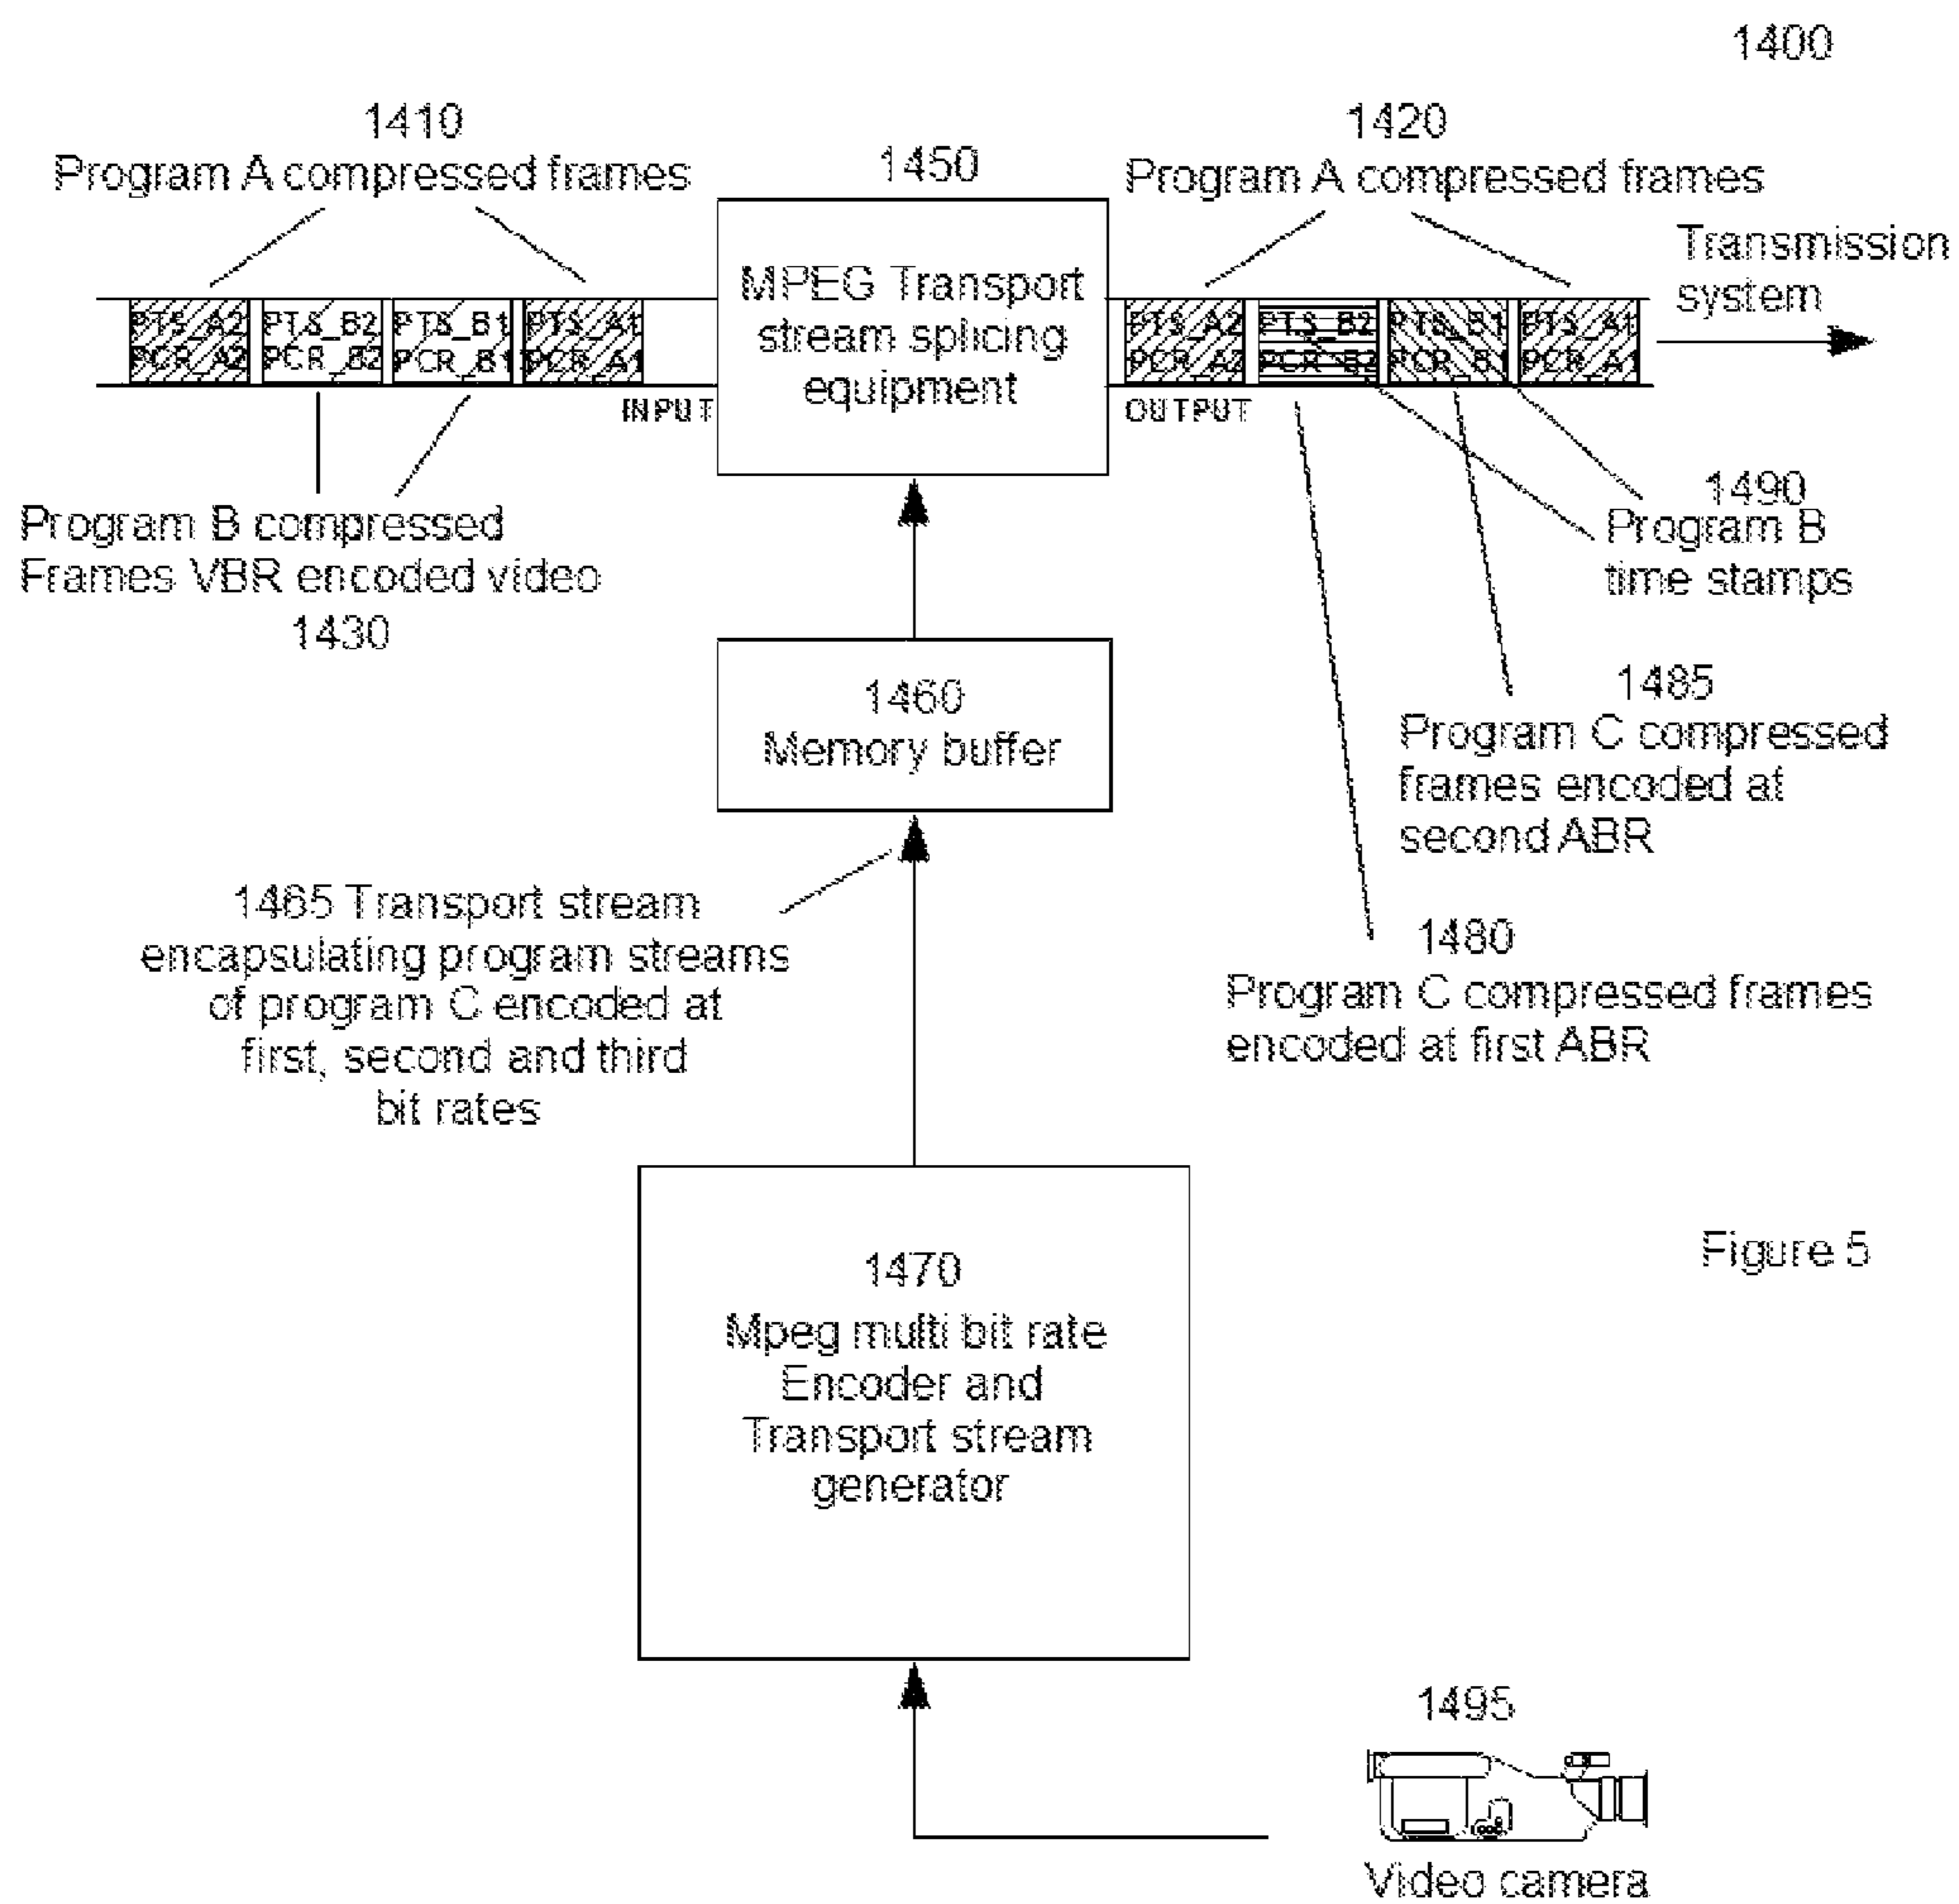 1400
1410
Program A compressed frames
1450
1420
Program A compressed frames
MPEG Transport
stream splicing
equipment
Transmission
system
PTS_A2 PTS_B2 PTS_B1 PTS_A1
PCR_A2 PCR_B2 PCR_B1 PCR_A1
INPUT
PTS_A2 PTS_B2 PTS_B1 PTS_A1
PCR_A2 PCR_B2 PCR_B1 PCR_A1
OUTPUT
Program B compressed
Frames VBR encoded video
1430
1490
Program B
time stamps
1460
Memory buffer
1485
Program C compressed
frames encoded at
second ABR
1465 Transport stream
encapsulating program streams
of program C encoded at
first, second and third
bit rates
1480
Program C compressed frames
encoded at first ABR
1470
Mpeg multi bit rate
Encoder and
Transport stream
generator
Figure 5
1495
Video camera